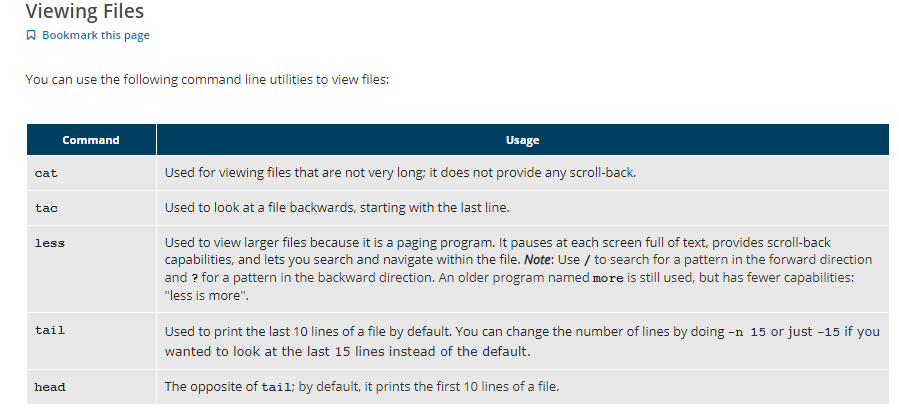 Viewing Files
Bookmark this page
You can use the following command line utilities to view files:
Command Usage
cat Used for viewing files that are not very long; it does not provide any scroll-back.
tac Used to look at a file backwards, starting with the last line.
less Used to view larger files because it is a paging program. It pauses at each screen full of text, provides scroll-back
capabilities, and lets you search and navigate within the file. Note: Use / to search for a pattern in the forward direction
and ? for a pattern in the backward direction. An older program named more is still used, but has fewer capabilities:
"less is more".
tail Used to print the last 10 lines of a file by default. You can change the number of lines by doing -n 15 or just -15 if you
wanted to look at the last 15 lines instead of the default.
head The opposite of tail; by default, it prints the first 10 lines of a file.